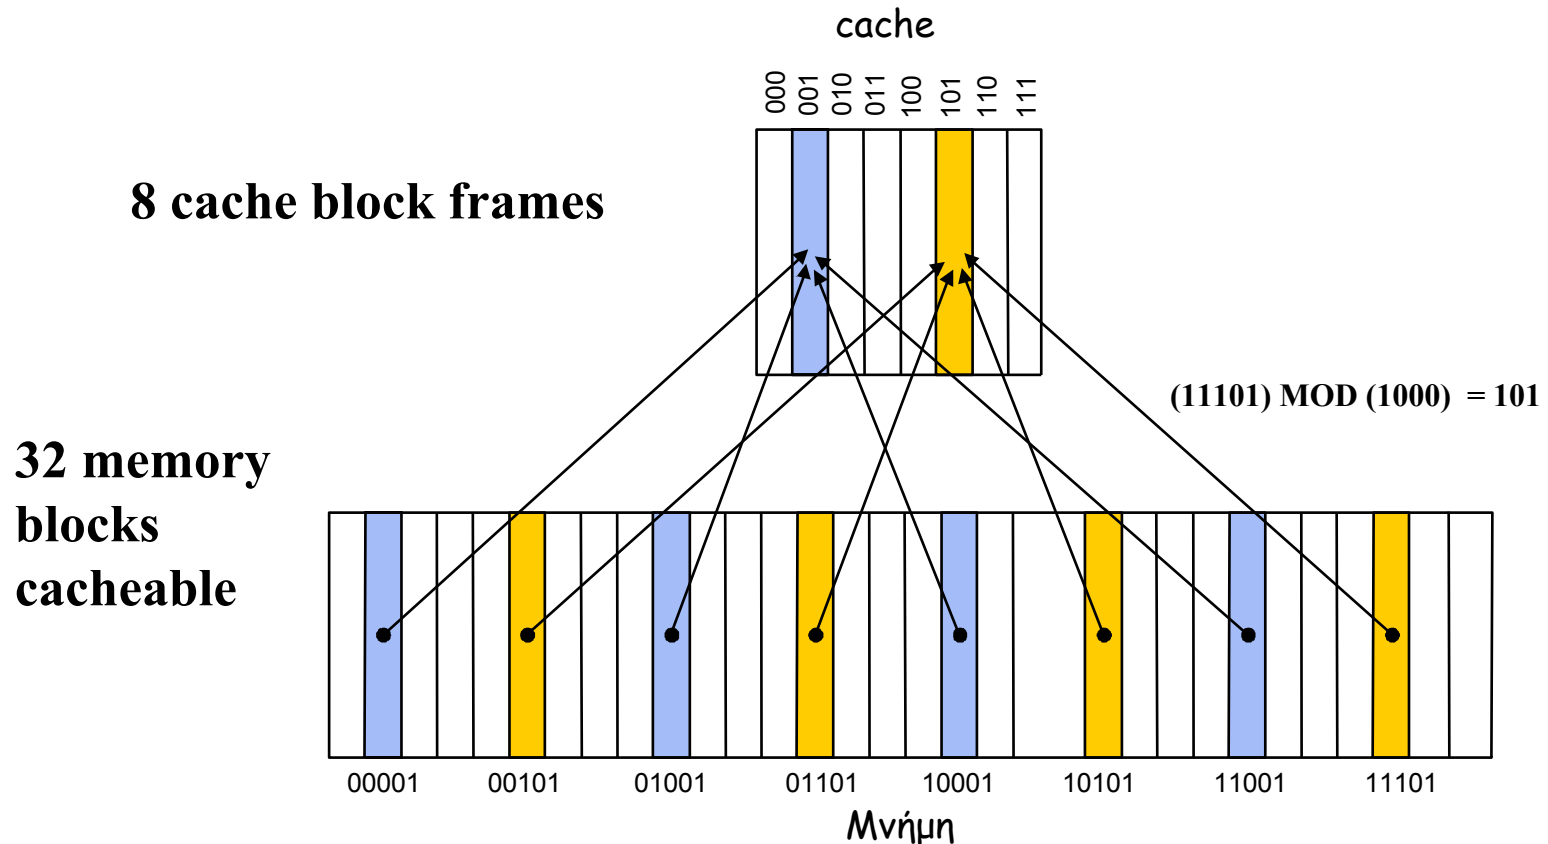 cache
000 001 010 011 100 101 110 111
8 cache block frames
(11101) MOD (1000) = 101
32 memory
blocks
cacheable
00001 00101 01001 01101 10001 10101 11001 11101
Μνήμη